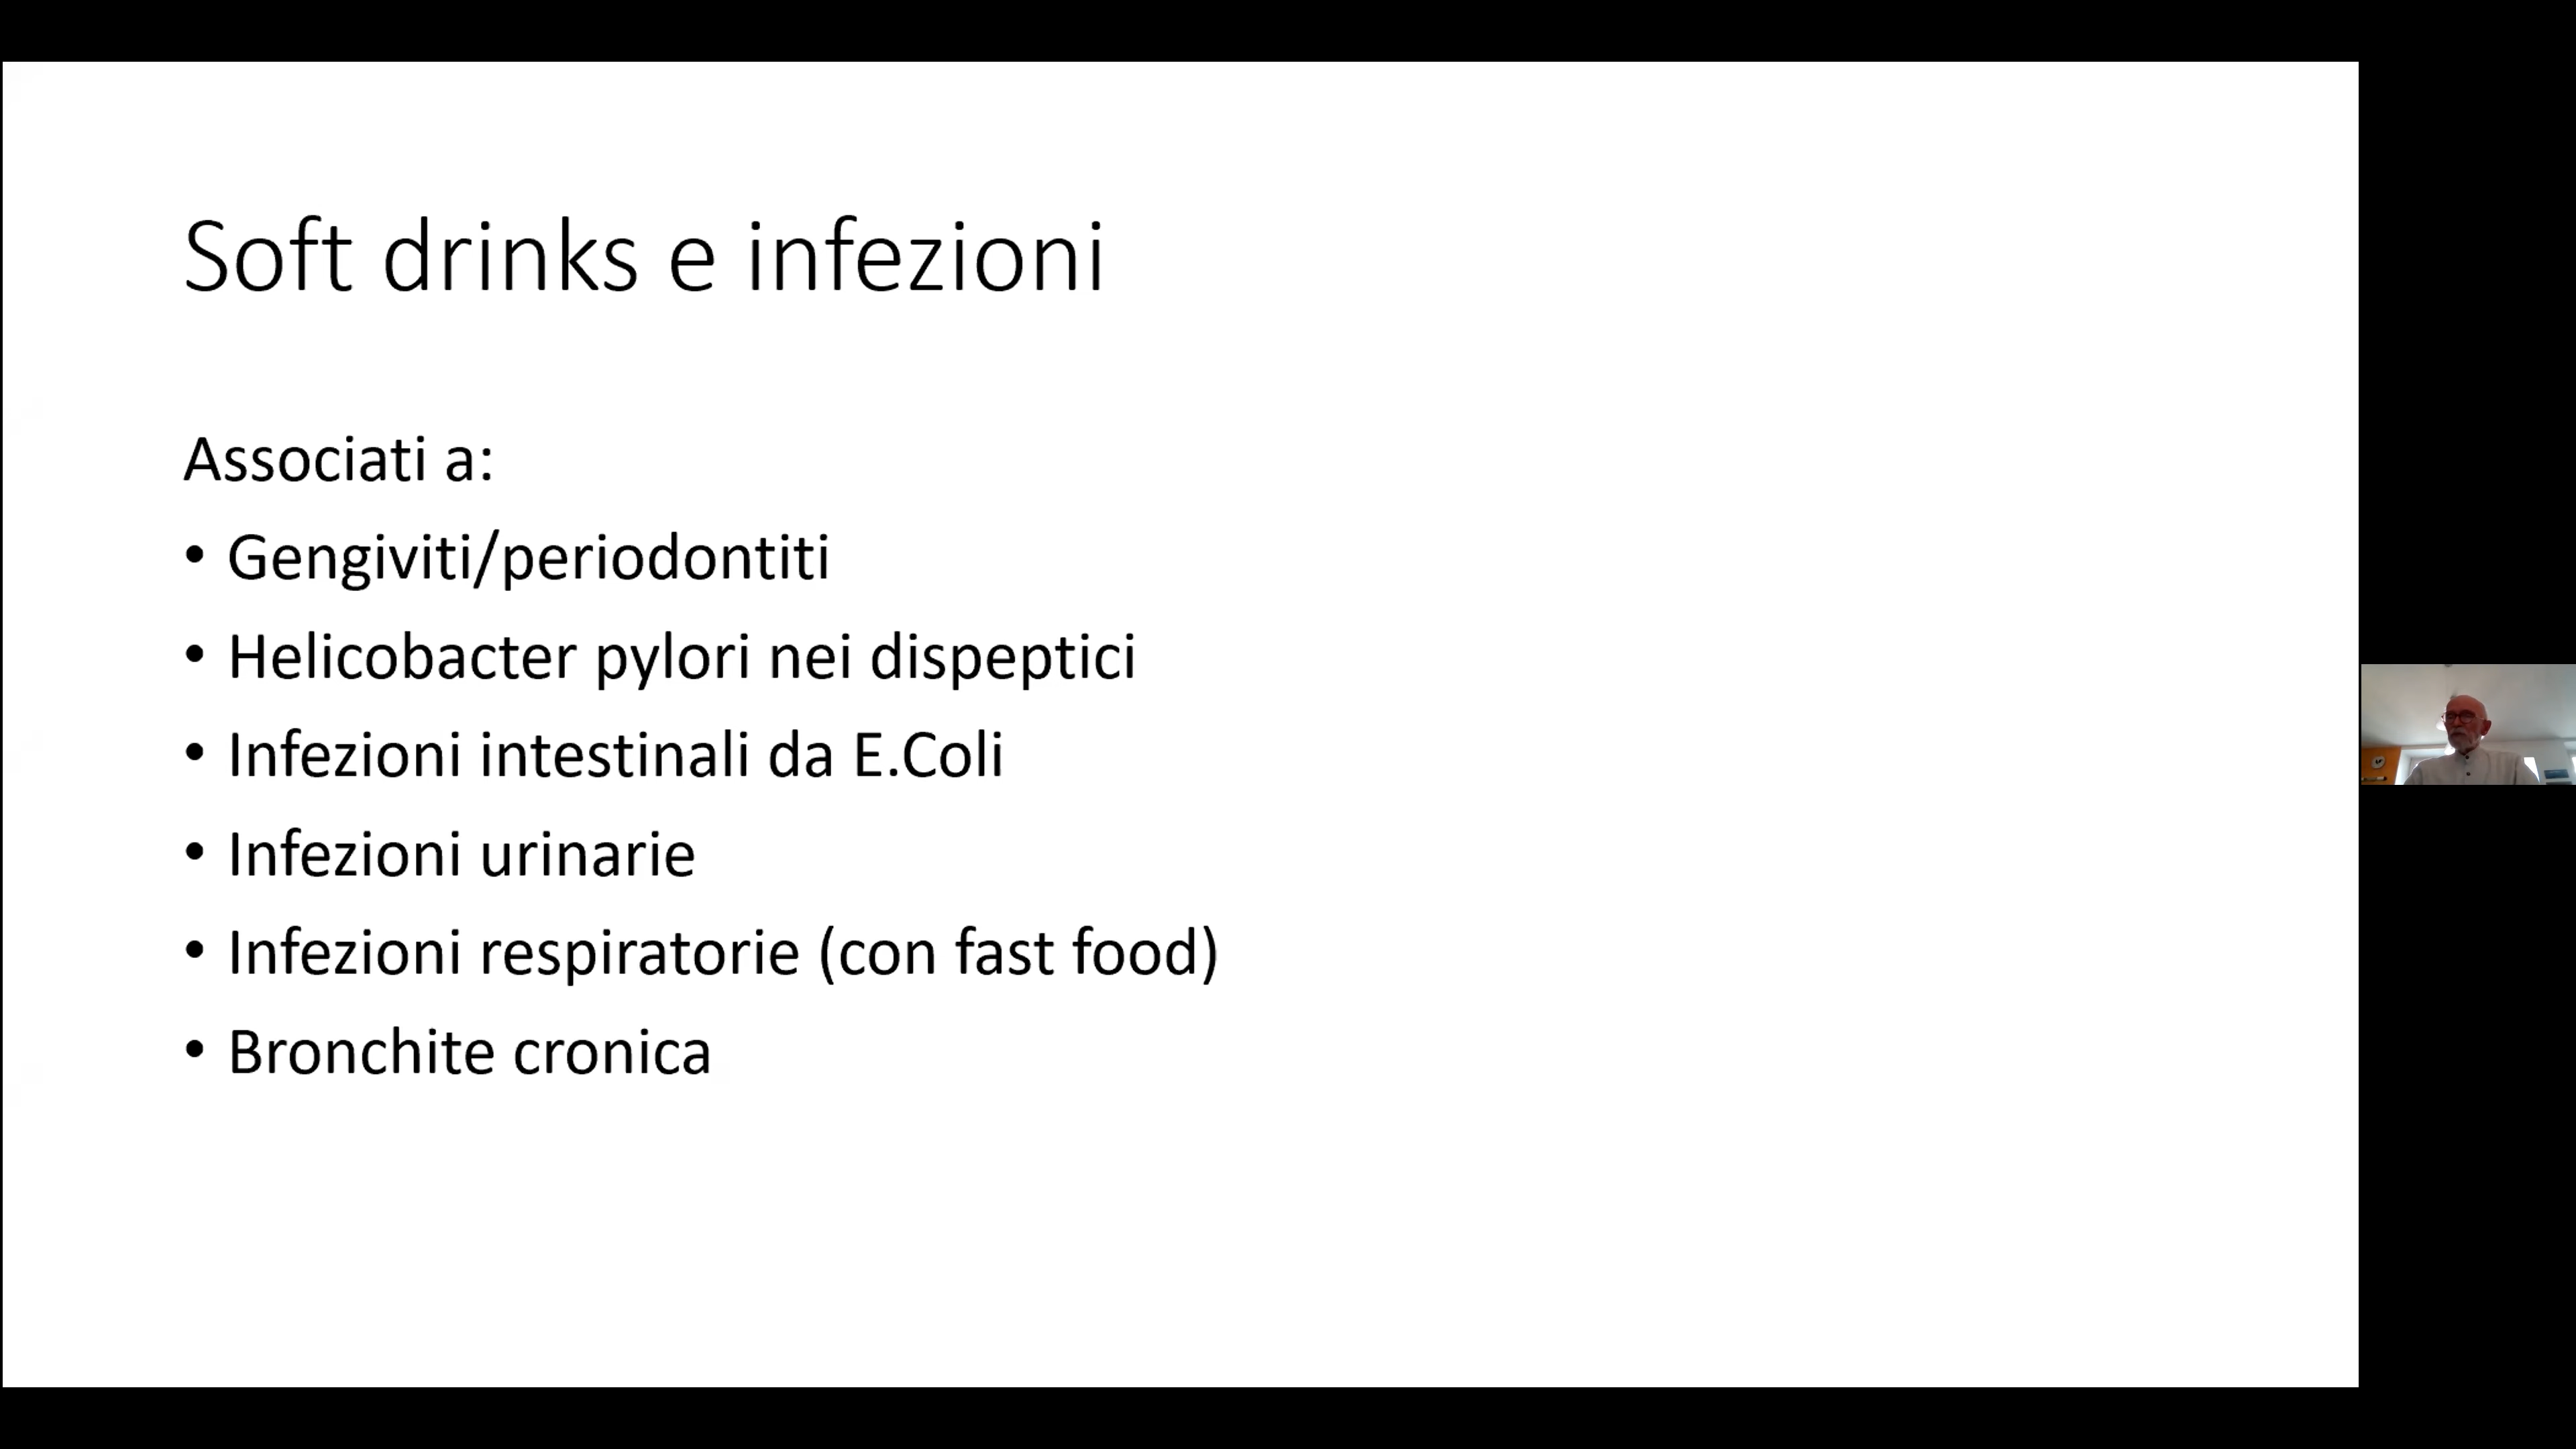 Soft drinks e infezioni
Associati a:
• Gengiviti/periodontiti
• Helicobacter pylori nei dispeptici
• Infezioni intestinali da E.Coli
• Infezioni urinarie
• Infezioni respiratorie (con fast food)
• Bronchite cronica